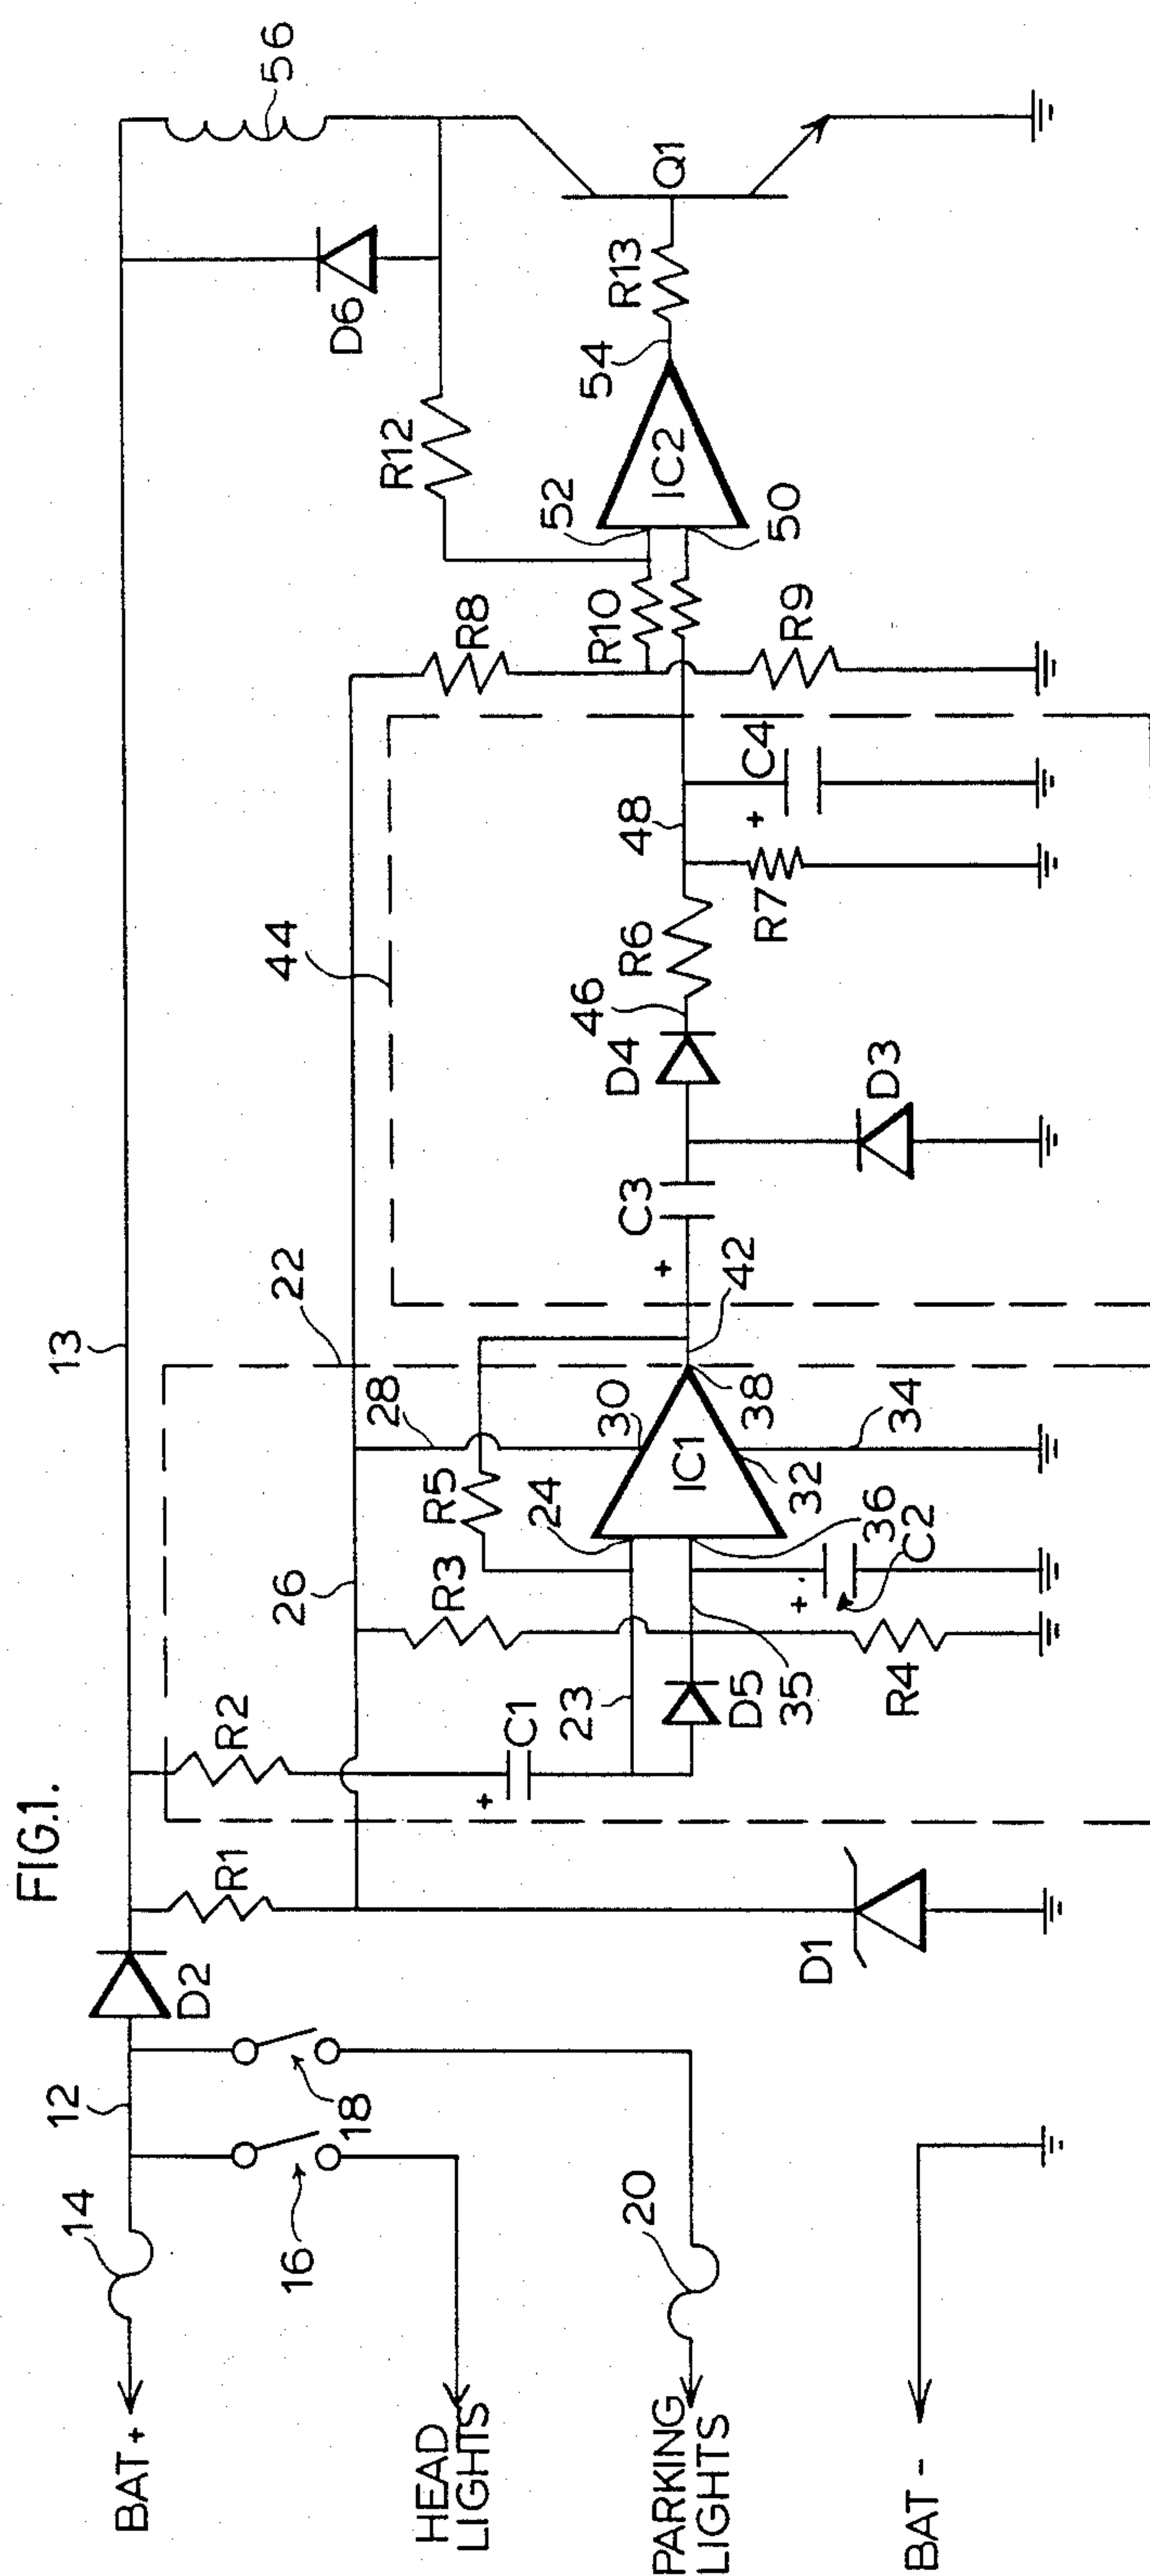 FIG.1.
13
56
12
14
D2
R1
R2
22
26
28
44
D6
R12
R8
Q1
R13
54
52
IC2
50
R10
R9
16
18
HEAD
LIGHTS
BAT+
PARKING
LIGHTS
20
BAT -
D1
+
C1
23
R3
R5
24
30
IC1
38
42
32
34
36
C2
+
D5
35
R4
+
C3
D4
46
R6
48
D3
R7
+
C4